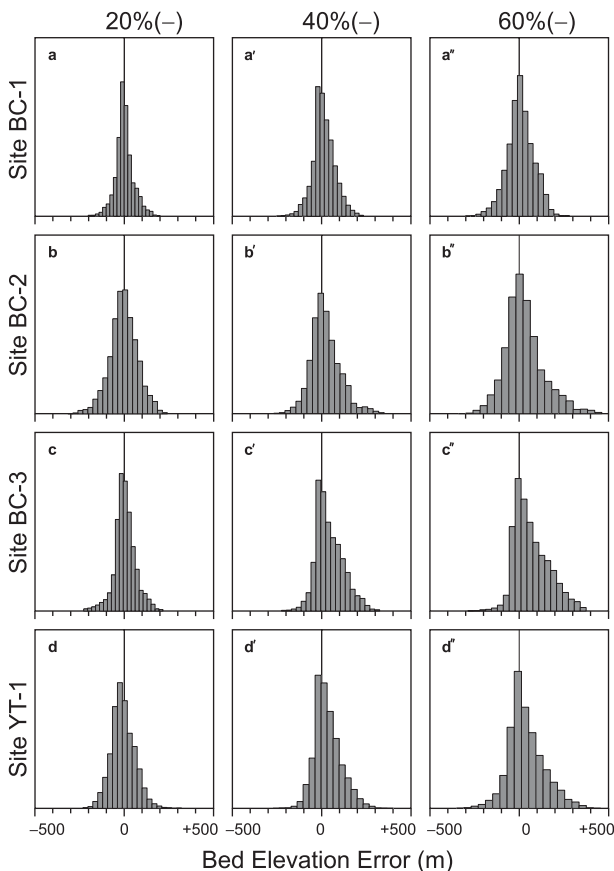 20%(−) 40%(−) 60%(−)
Site BC-1
a a′ a″
Site BC-2
b b′ b″
Site BC-3
c c′ c″
Site YT-1
d d′ d″
−500 0 +500 −500 0 +500 −500 0 +500
Bed Elevation Error (m)